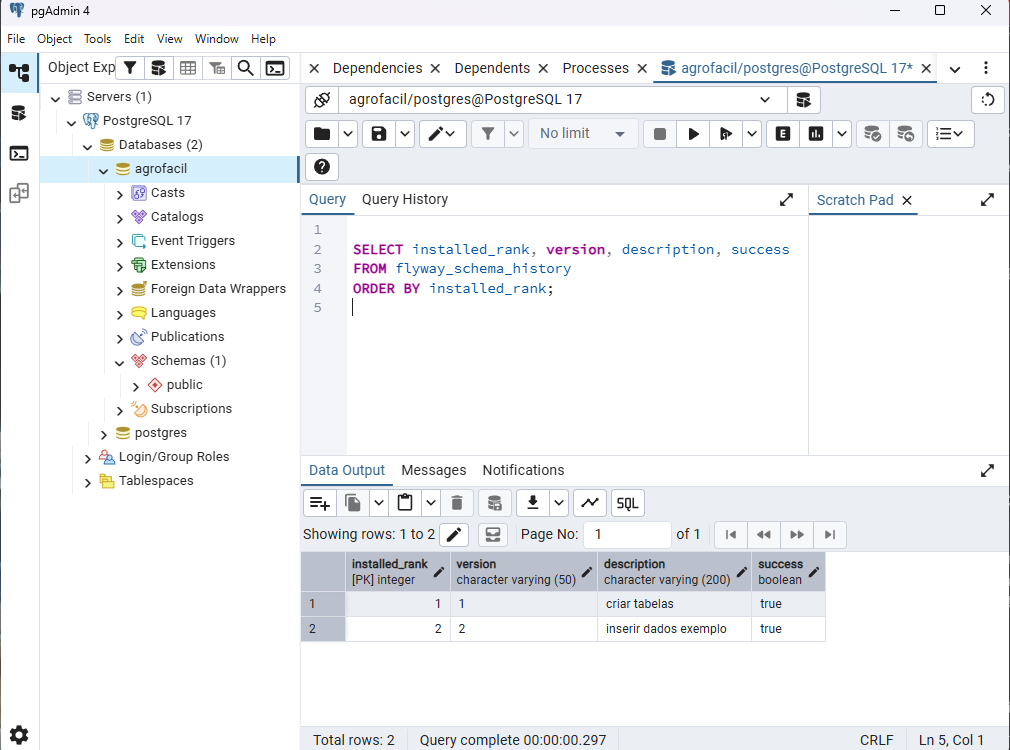 pgAdmin 4
File Object Tools Edit View Window Help
Object Exp
Servers (1)
PostgreSQL 17
Databases (2)
agrofacil
Casts
Catalogs
Event Triggers
Extensions
Foreign Data Wrappers
Languages
Publications
Schemas (1)
public
Subscriptions
postgres
Login/Group Roles
Tablespaces
Dependencies Dependents Processes agrofacil/postgres@PostgreSQL 17*
agrofacil/postgres@PostgreSQL 17
No limit E
Query Query History Scratch Pad
1
2 SELECT installed_rank, version, description, success
3 FROM flyway_schema_history
4 ORDER BY installed_rank;
5
Data Output Messages Notifications
SQL
Showing rows: 1 to 2 Page No: 1 of 1
installed_rank version description success
[PK] integer character varying (50) character varying (200) boolean
1 1 1 criar tabelas true
2 2 2 inserir dados exemplo true
Total rows: 2 Query complete 00:00:00.297 CRLF Ln 5, Col 1